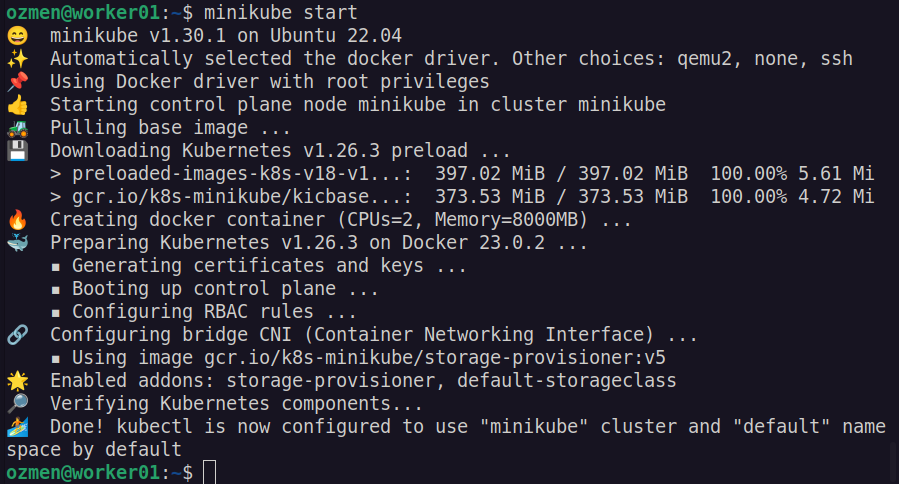 ozmen@worker01:~$ minikube start
😄 minikube v1.30.1 on Ubuntu 22.04
✨ Automatically selected the docker driver. Other choices: qemu2, none, ssh
📌 Using Docker driver with root privileges
👍 Starting control plane node minikube in cluster minikube
🚜 Pulling base image ...
💾 Downloading Kubernetes v1.26.3 preload ...
> preloaded-images-k8s-v18-v1...: 397.02 MiB / 397.02 MiB 100.00% 5.61 Mi
> gcr.io/k8s-minikube/kicbase...: 373.53 MiB / 373.53 MiB 100.00% 4.72 Mi
🔥 Creating docker container (CPUs=2, Memory=8000MB) ...
🐳 Preparing Kubernetes v1.26.3 on Docker 23.0.2 ...
▪ Generating certificates and keys ...
▪ Booting up control plane ...
▪ Configuring RBAC rules ...
🔗 Configuring bridge CNI (Container Networking Interface) ...
▪ Using image gcr.io/k8s-minikube/storage-provisioner:v5
🌟 Enabled addons: storage-provisioner, default-storageclass
🔎 Verifying Kubernetes components...
🏄 Done! kubectl is now configured to use "minikube" cluster and "default" name
space by default
ozmen@worker01:~$